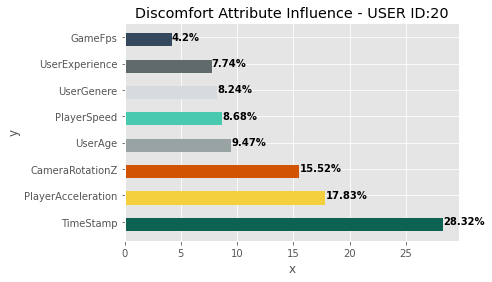 Discomfort Attribute Influence - USER ID:20
GameFps
4.2%
UserExperience
7.74%
UserGenere
8.24%
PlayerSpeed
8.68%
UserAge
9.47%
CameraRotationZ
15.52%
PlayerAcceleration
17.83%
TimeStamp
28.32%
y
0 5 10 15 20 25
x